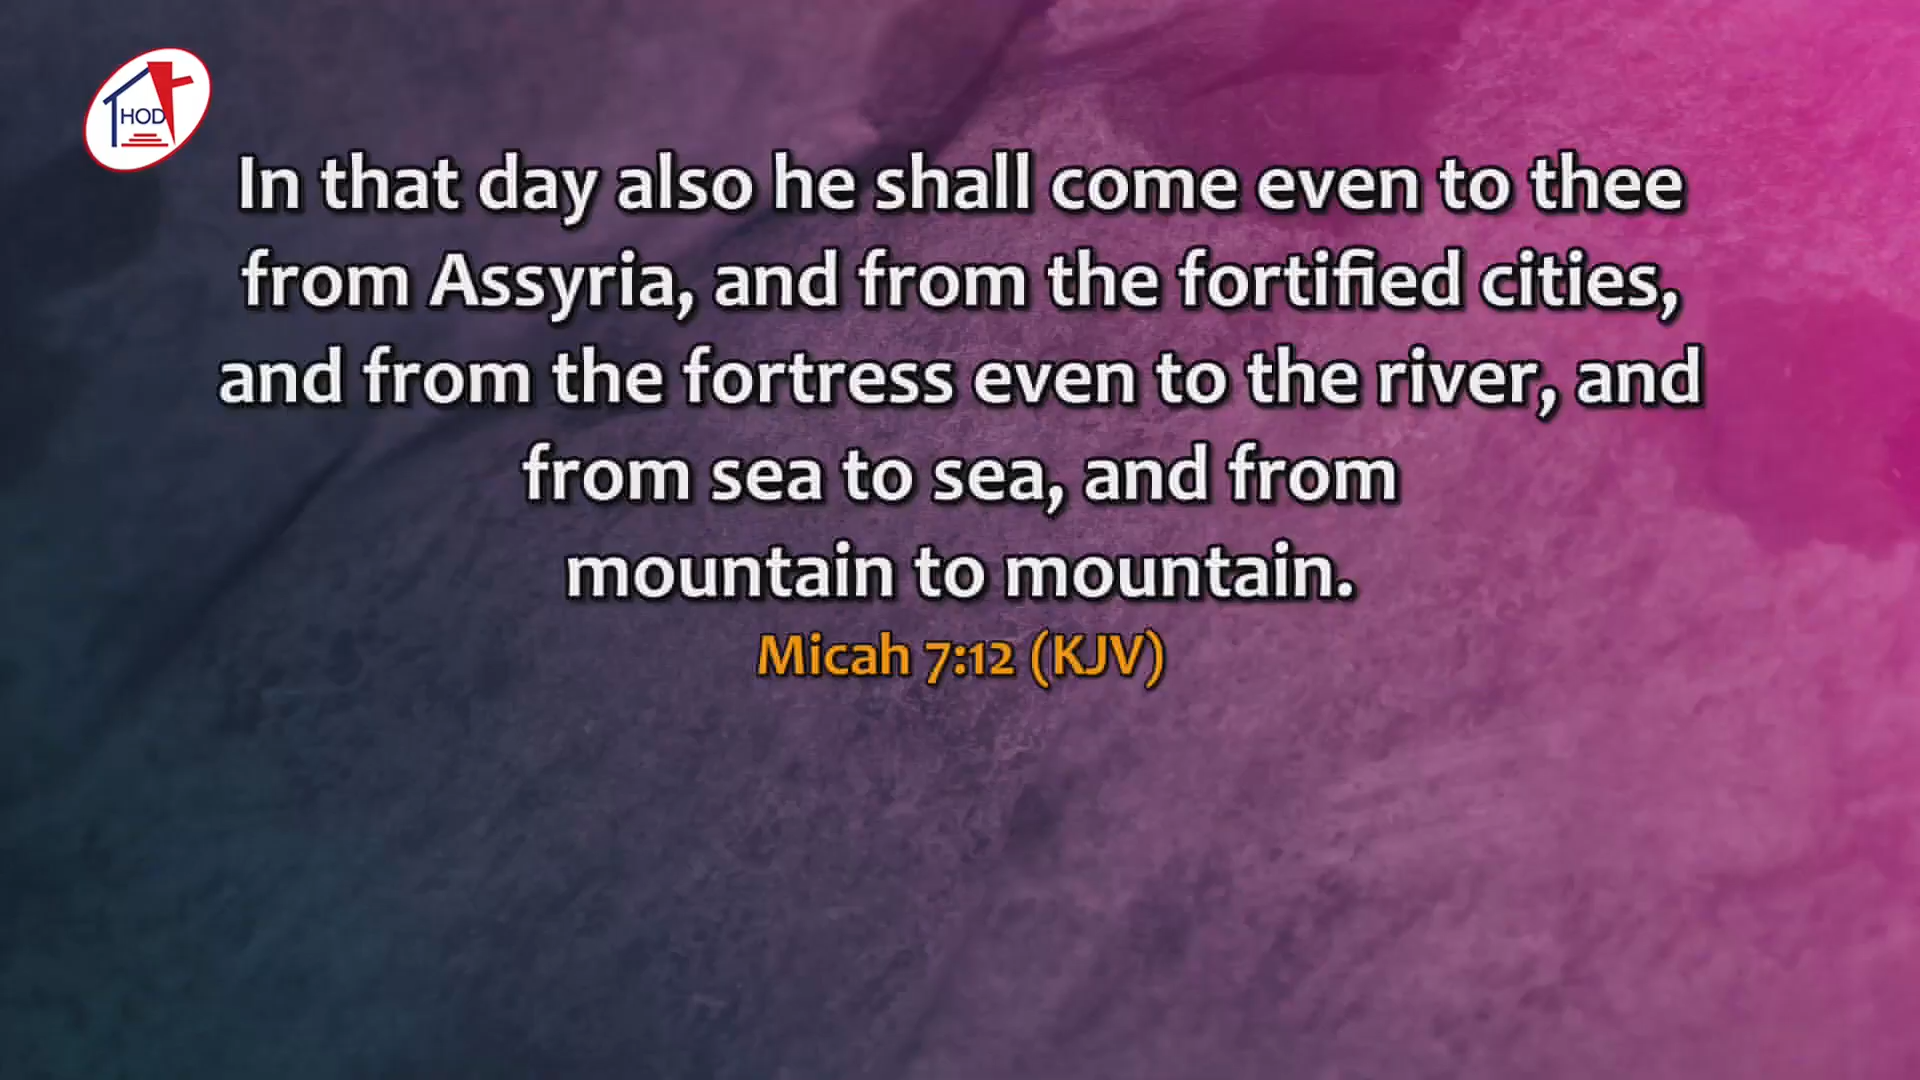 HOD
In that day also he shall come even to thee
from Assyria, and from the fortified cities,
and from the fortress even to the river, and
from sea to sea, and from
mountain to mountain.
Micah 7:12 (KJV)